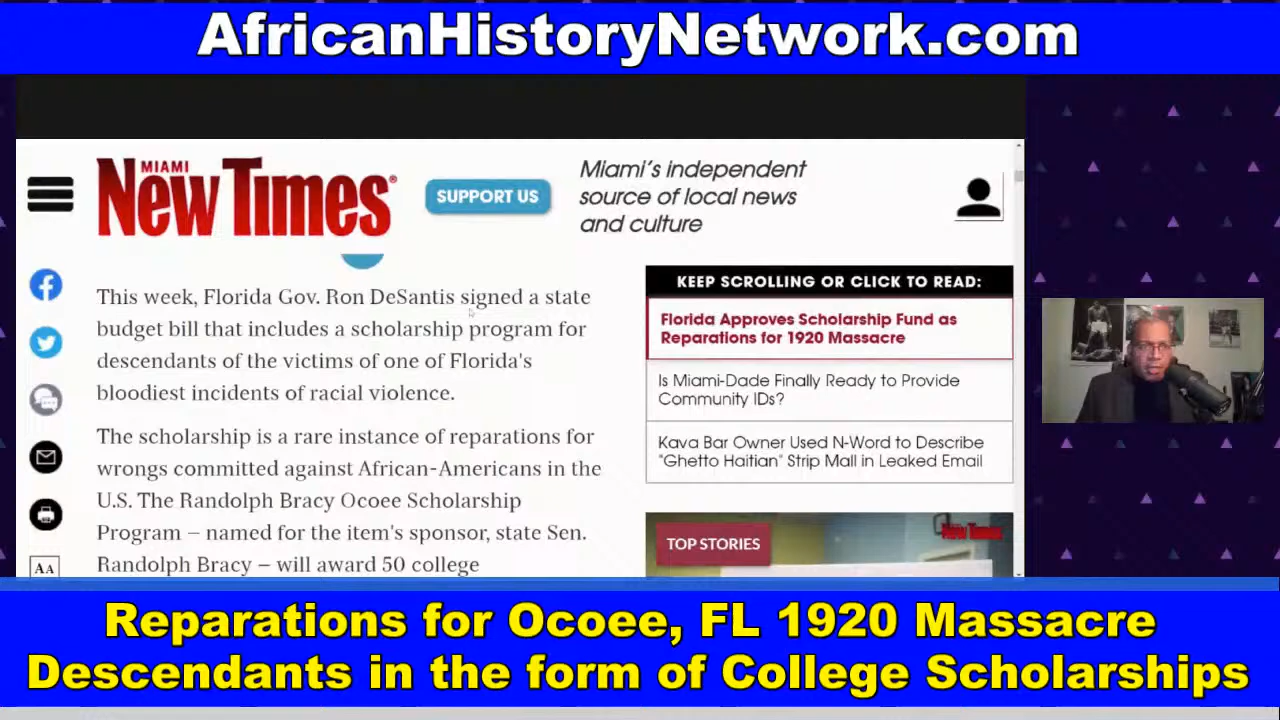 AfricanHistoryNetwork.com
MIAMI
New Times®
SUPPORT US
Miami's independent
source of local news
and culture
This week, Florida Gov. Ron DeSantis signed a state
budget bill that includes a scholarship program for
descendants of the victims of one of Florida's
bloodiest incidents of racial violence.
The scholarship is a rare instance of reparations for
wrongs committed against African-Americans in the
U.S. The Randolph Bracy Ocoee Scholarship
Program – named for the item's sponsor, state Sen.
Randolph Bracy – will award 50 college
AA
KEEP SCROLLING OR CLICK TO READ:
Florida Approves Scholarship Fund as
Reparations for 1920 Massacre
Is Miami-Dade Finally Ready to Provide
Community IDs?
Kava Bar Owner Used N-Word to Describe
"Ghetto Haitian" Strip Mall in Leaked Email
New Times
TOP STORIES
Reparations for Ocoee, FL 1920 Massacre
Descendants in the form of College Scholarships